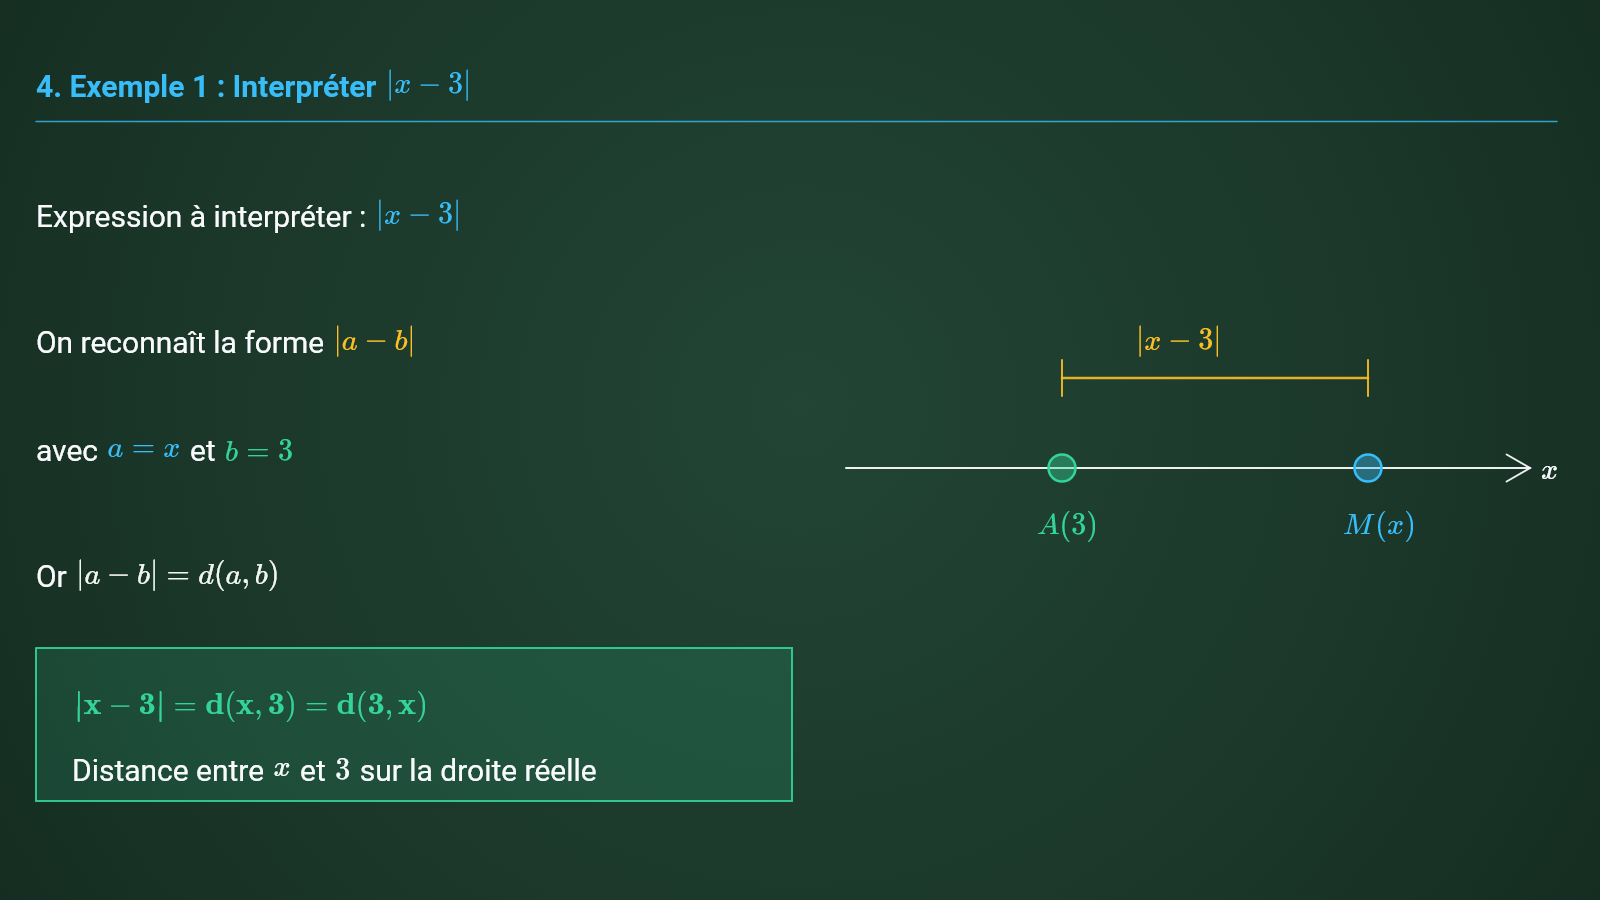 4. Exemple 1 : Interpréter |x − 3|
Expression à interpréter : |x − 3|
On reconnaît la forme |a − b|
avec a = x et b = 3
Or |a − b| = d(a, b)
|x − 3| = d(x, 3) = d(3, x)
Distance entre x et 3 sur la droite réelle
|x − 3|
x
A(3)
M(x)